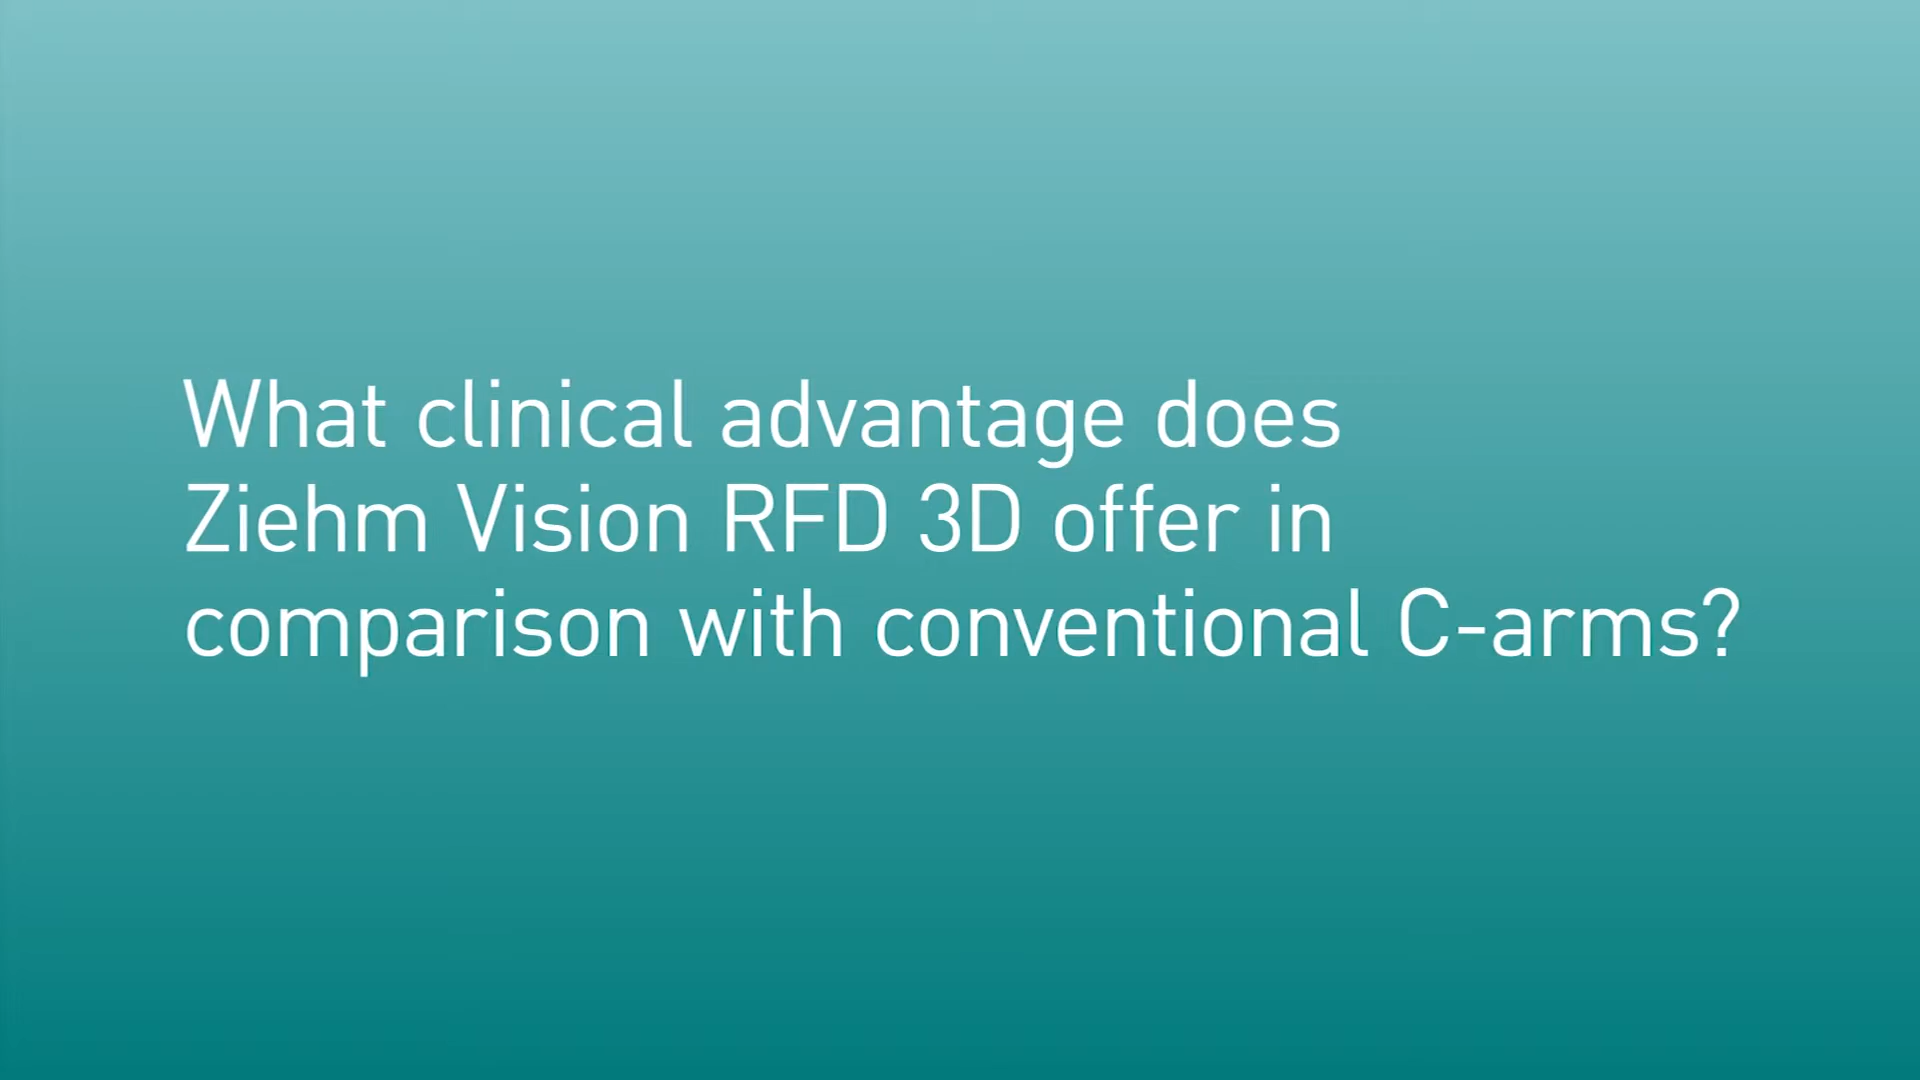 What clinical advantage does
Ziehm Vision RFD 3D offer in
comparison with conventional C-arms?